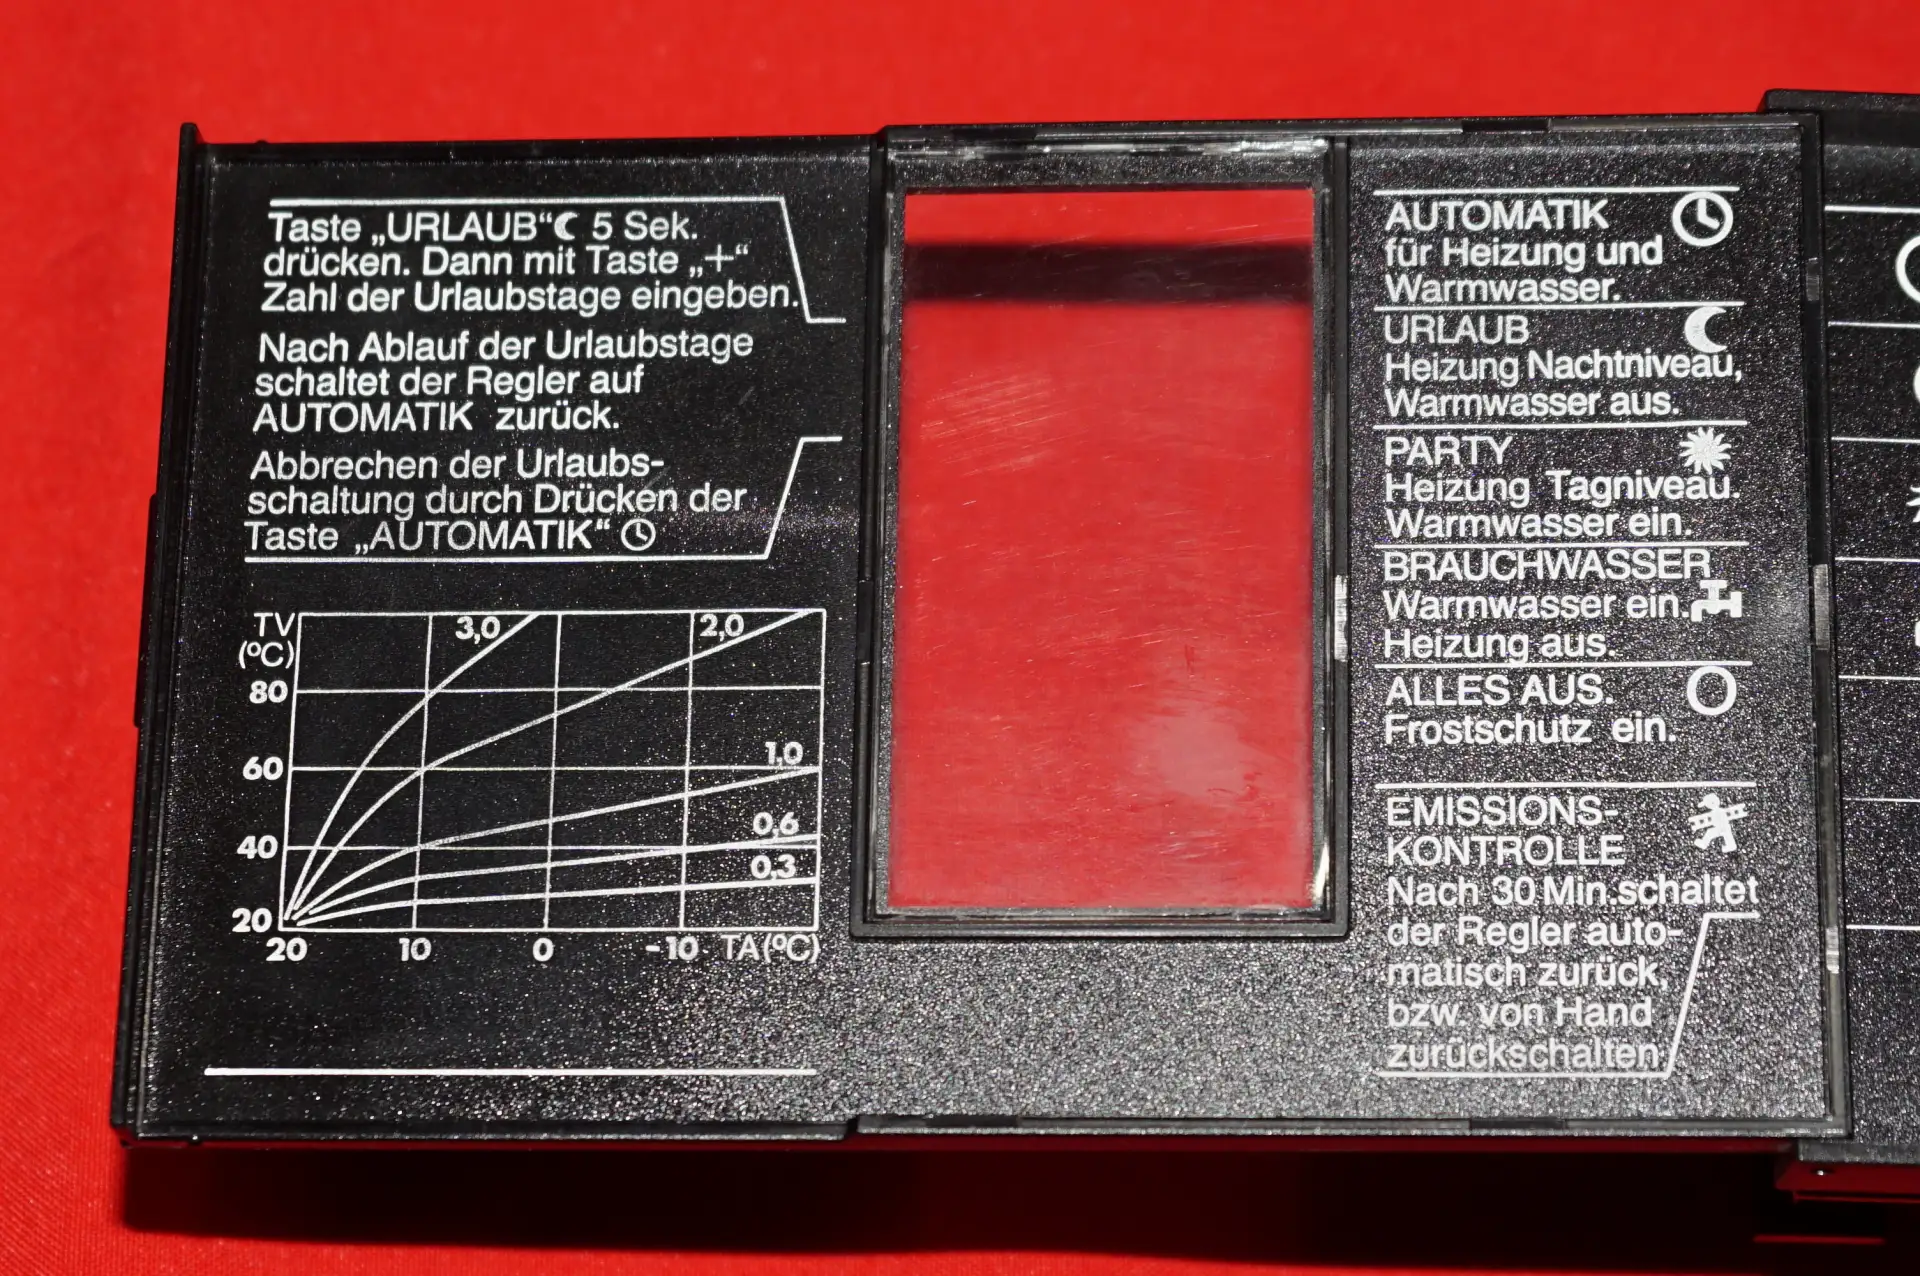 Taste „URLAUB“ 5 Sek.
drücken. Dann mit Taste „+“
Zahl der Urlaubstage eingeben.
Nach Ablauf der Urlaubstage
schaltet der Regler auf
AUTOMATIK zurück.
Abbrechen der Urlaubs-
schaltung durch Drücken der
Taste „AUTOMATIK“
TV
(°C)
80
60
40
20
3,0
2,0
1,0
0,6
0,3
20 10 0 -10 TA(°C)
AUTOMATIK
für Heizung und
Warmwasser.
URLAUB
Heizung Nachtniveau,
Warmwasser aus.
PARTY
Heizung Tagniveau.
Warmwasser ein.
BRAUCHWASSER
Warmwasser ein.
Heizung aus.
ALLES AUS.
Frostschutz ein.
EMISSIONS-
KONTROLLE
Nach 30 Min.schaltet
der Regler auto-
matisch zurück,
bzw. von Hand
zurückschalten.